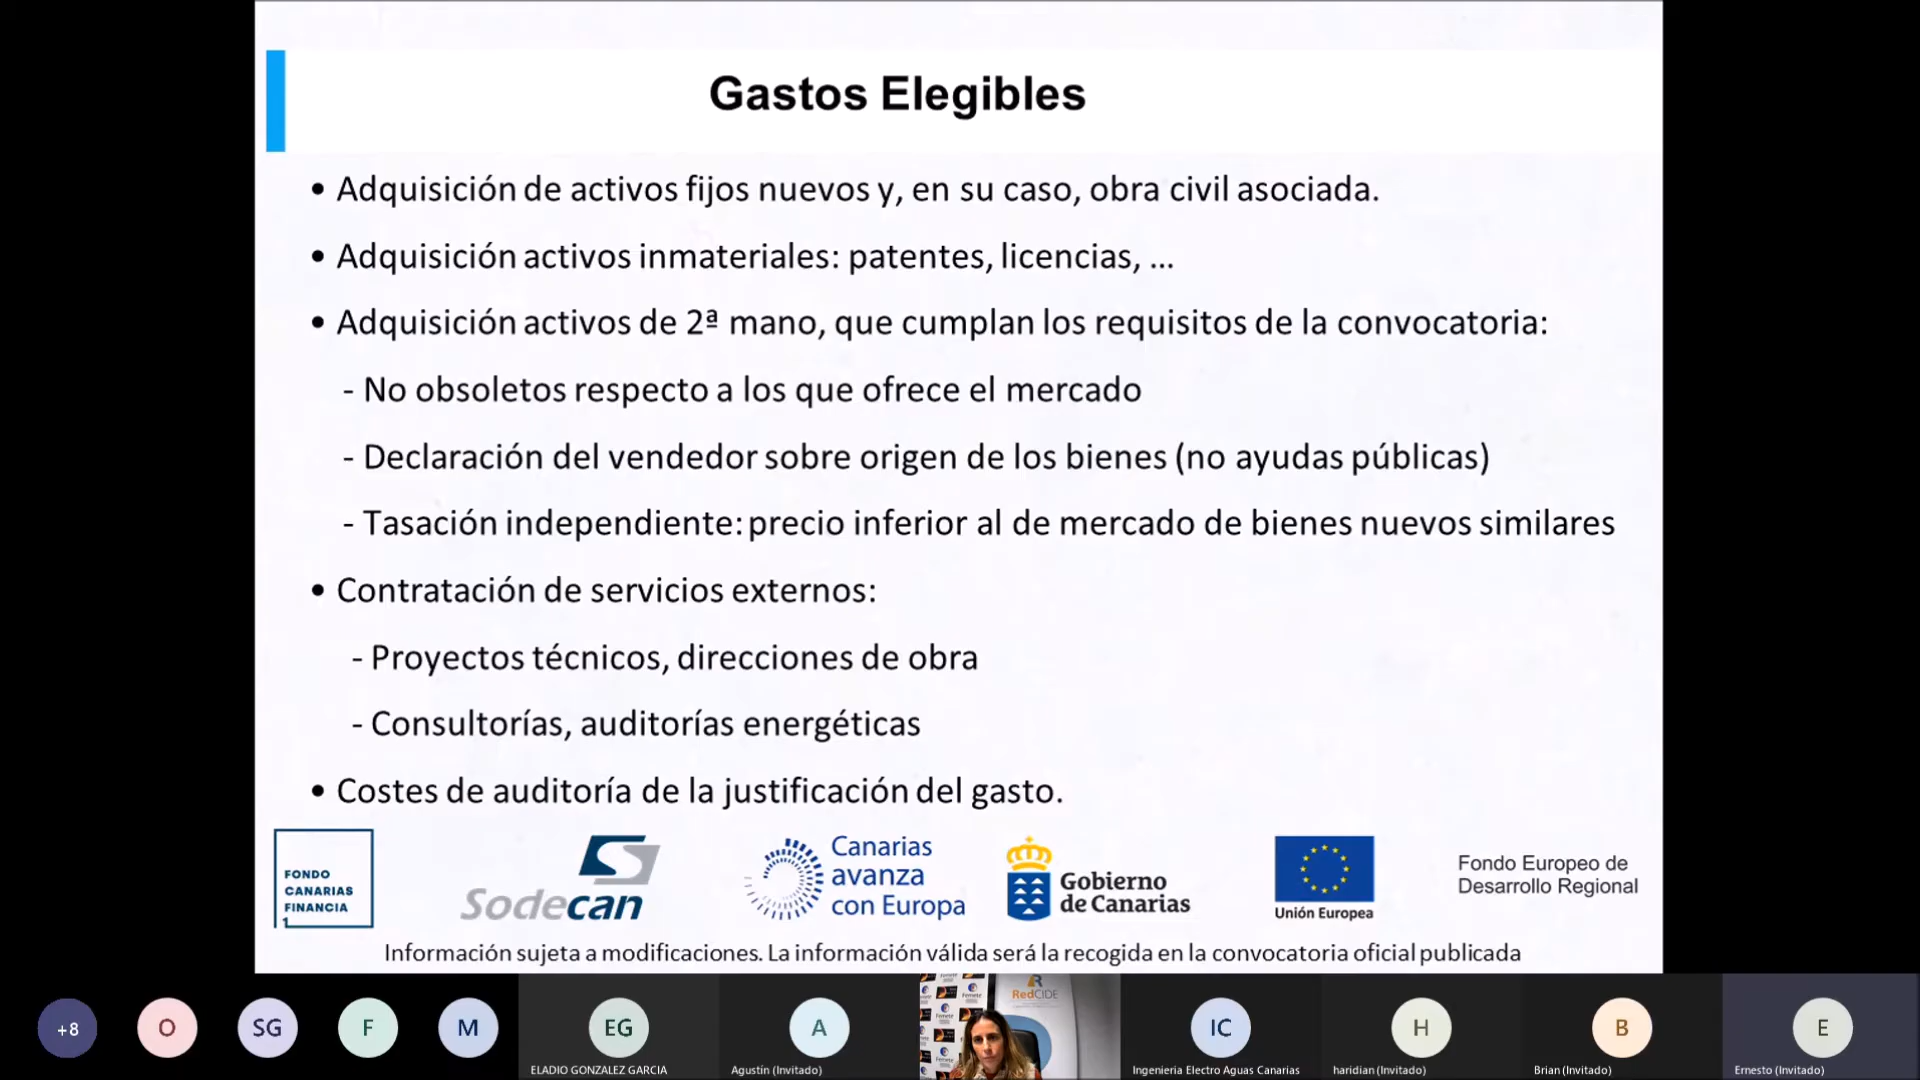 Gastos Elegibles
• Adquisición de activos fijos nuevos y, en su caso, obra civil asociada.
• Adquisición activos inmateriales: patentes, licencias, ...
• Adquisición activos de 2ª mano, que cumplan los requisitos de la convocatoria:
- No obsoletos respecto a los que ofrece el mercado
- Declaración del vendedor sobre origen de los bienes (no ayudas públicas)
- Tasación independiente: precio inferior al de mercado de bienes nuevos similares
• Contratación de servicios externos:
- Proyectos técnicos, direcciones de obra
- Consultorías, auditorías energéticas
• Costes de auditoría de la justificación del gasto.
FONDO
CANARIAS
FINANCIA
1
Sodecan
Canarias
avanza
con Europa
Gobierno
de Canarias
Unión Europea
Fondo Europeo de
Desarrollo Regional
Información sujeta a modificaciones. La información válida será la recogida en la convocatoria oficial publicada
+8
O
SG
F
M
EG
ELADIO GONZALEZ GARCIA
A
Agustín (Invitado)
RedCIDE
Femete
IC
Ingenieria Electro Aguas Canarias
H
haridian (Invitado)
B
Brian (Invitado)
E
Ernesto (Invitado)